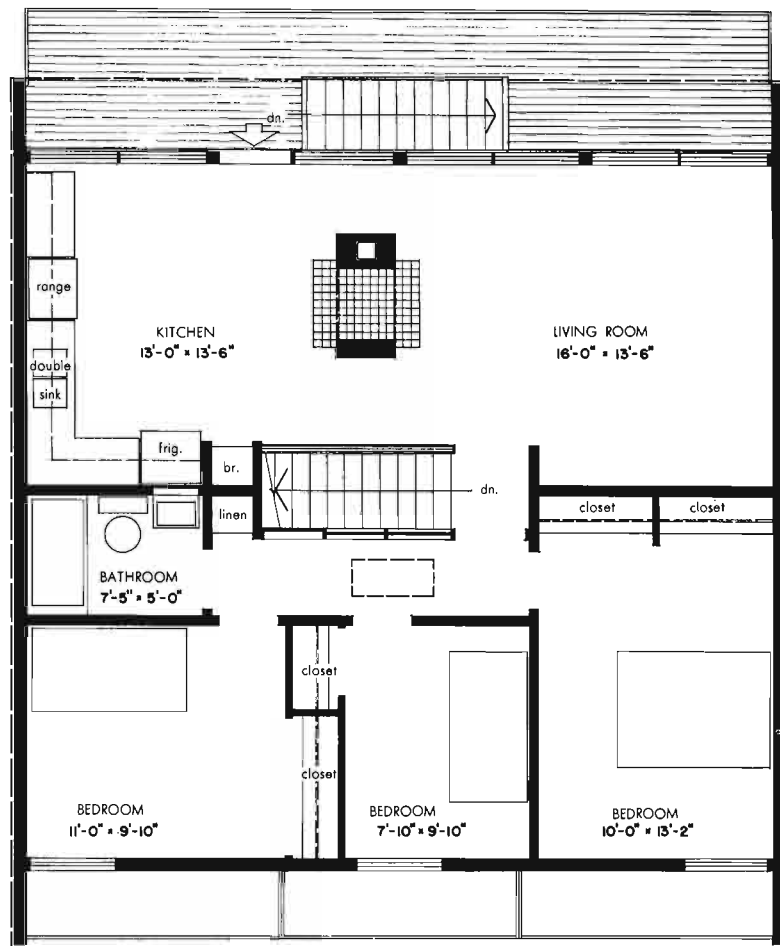 dn.
range
KITCHEN
13'-0" x 13'-6"
LIVING ROOM
16'-0" x 13'-6"
double
sink
frig.
br.
dn.
linen
closet
closet
BATHROOM
7'-5" x 5'-0"
closet
closet
BEDROOM
11'-0" x 9'-10"
BEDROOM
7'-10" x 9'-10"
BEDROOM
10'-0" x 13'-2"